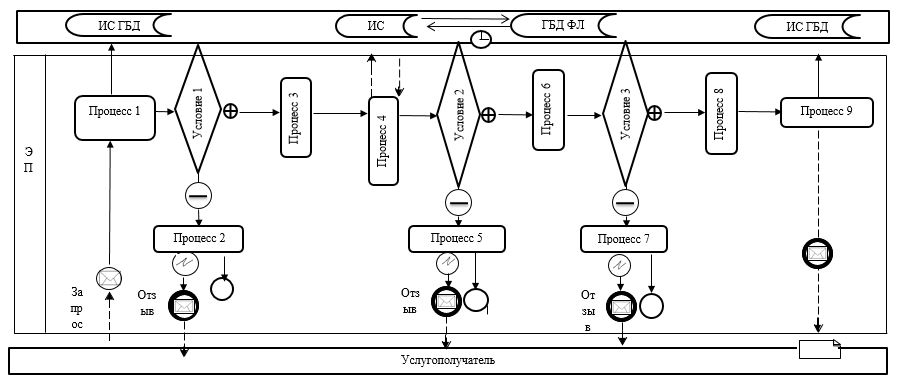 ИС ГБД
ИС
ГБД ФЛ
ИС ГБД
Э
П
Процесс 1
Условие 1
Процесс 3
Процесс 4
Условие 2
Процесс 6
Условие 3
Процесс 8
Процесс 9
Процесс 2
Процесс 5
Процесс 7
За
пр
ос
Отз
ыв
Отз
ыв
От
зы
в
Услугополучатель